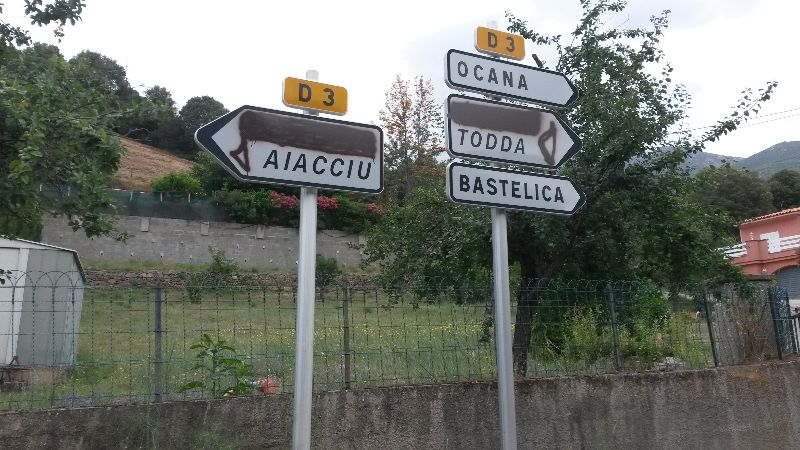 D 3
AIACCIU
D 3
OCANA
TODDA
BASTELICA